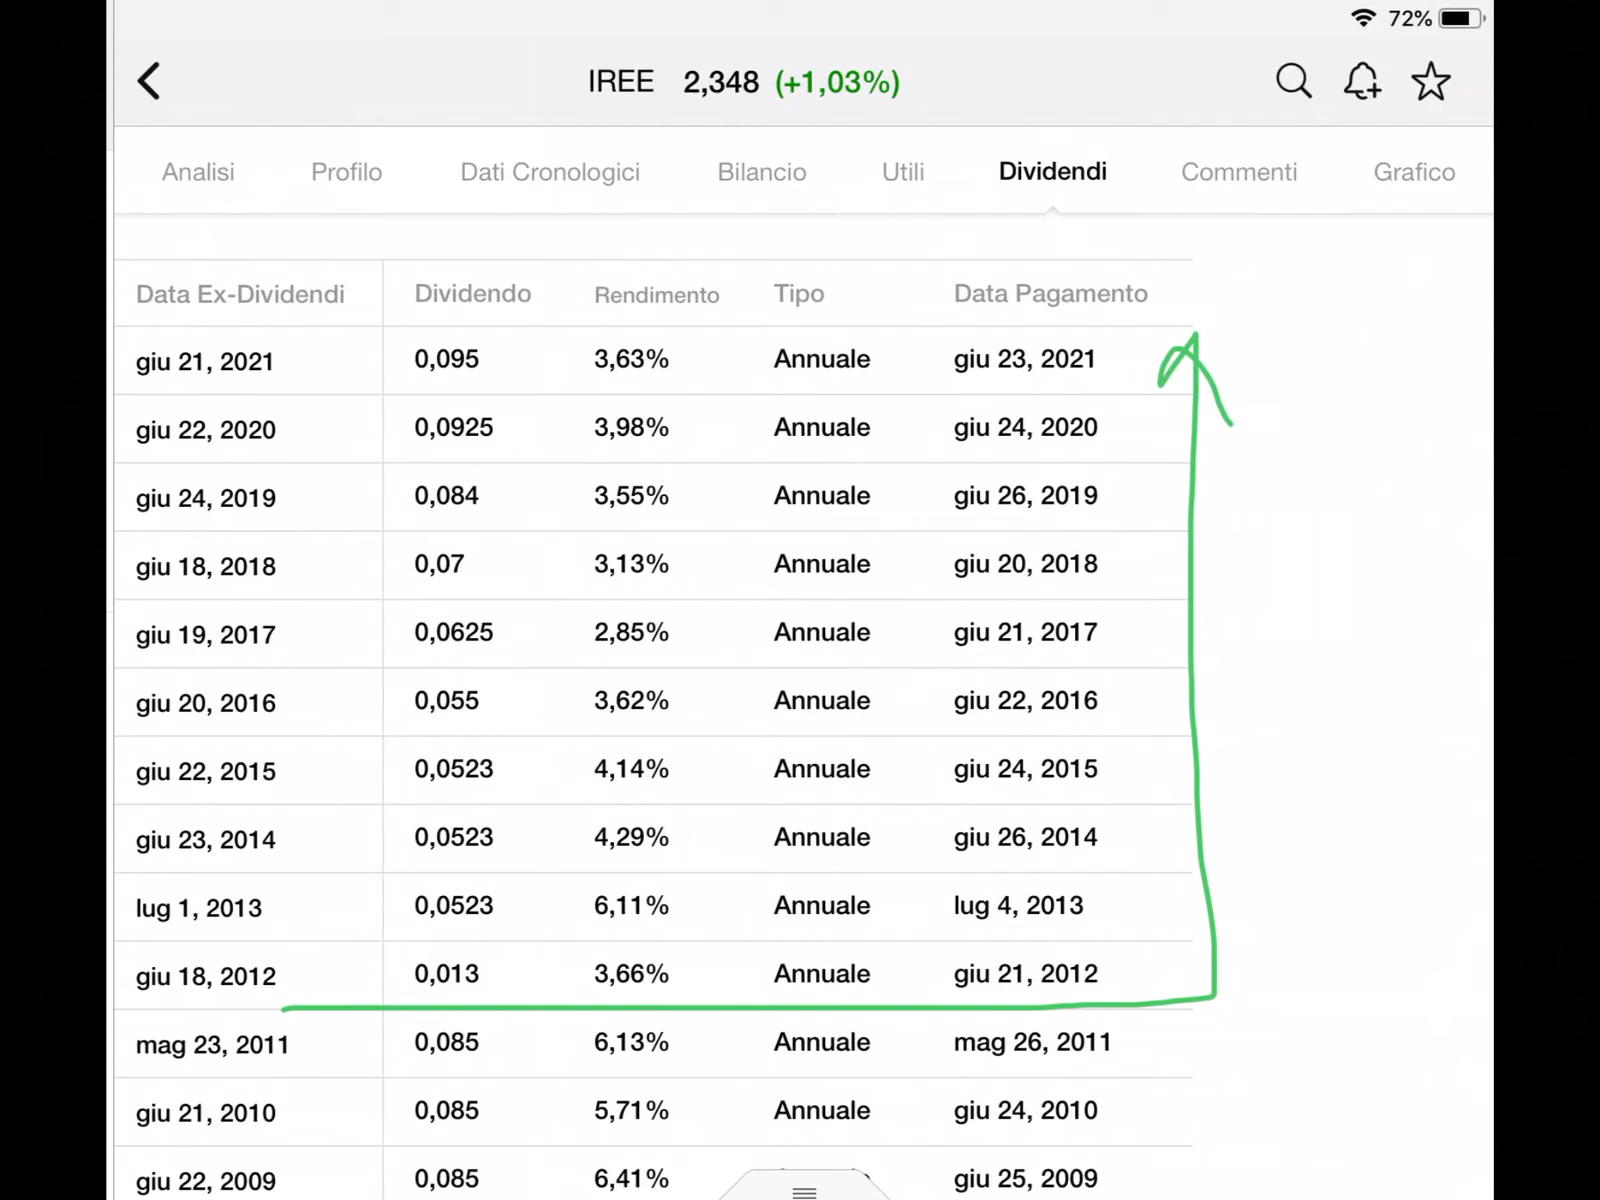 72%
IREE 2,348 (+1,03%)
Analisi Profilo Dati Cronologici Bilancio Utili Dividendi Commenti Grafico
Data Ex-Dividendi Dividendo Rendimento Tipo Data Pagamento
giu 21, 2021 0,095 3,63% Annuale giu 23, 2021
giu 22, 2020 0,0925 3,98% Annuale giu 24, 2020
giu 24, 2019 0,084 3,55% Annuale giu 26, 2019
giu 18, 2018 0,07 3,13% Annuale giu 20, 2018
giu 19, 2017 0,0625 2,85% Annuale giu 21, 2017
giu 20, 2016 0,055 3,62% Annuale giu 22, 2016
giu 22, 2015 0,0523 4,14% Annuale giu 24, 2015
giu 23, 2014 0,0523 4,29% Annuale giu 26, 2014
lug 1, 2013 0,0523 6,11% Annuale lug 4, 2013
giu 18, 2012 0,013 3,66% Annuale giu 21, 2012
mag 23, 2011 0,085 6,13% Annuale mag 26, 2011
giu 21, 2010 0,085 5,71% Annuale giu 24, 2010
giu 22, 2009 0,085 6,41% giu 25, 2009